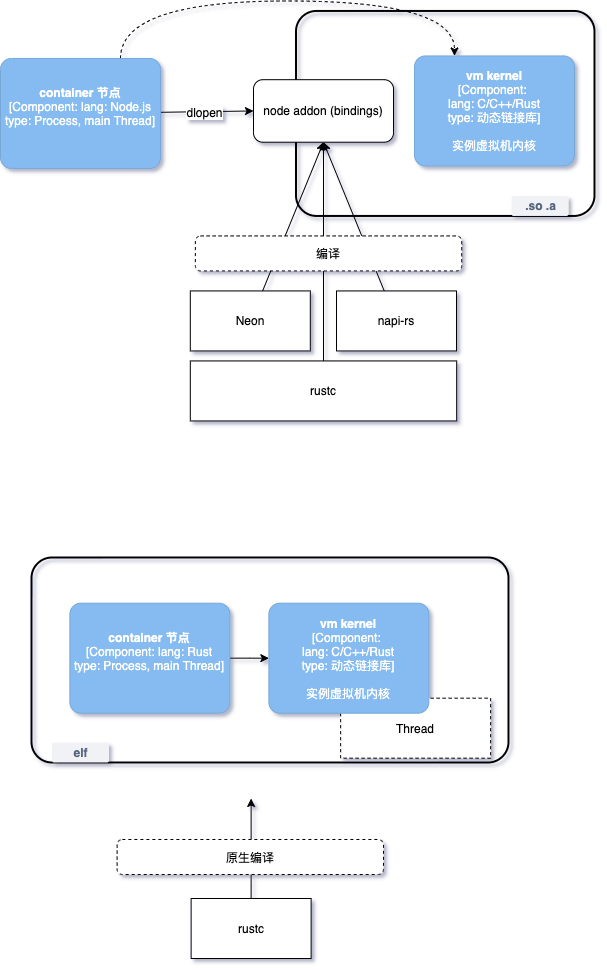 container 节点
[Component: lang: Node.js
type: Process, main Thread]
dlopen
node addon (bindings)
vm kernel
[Component:
lang: C/C++/Rust
type: 动态链接库]
实例虚拟机内核
.so .a
编译
Neon
napi-rs
rustc
container 节点
[Component: lang: Rust
type: Process, main Thread]
vm kernel
[Component:
lang: C/C++/Rust
type: 动态链接库]
实例虚拟机内核
Thread
elf
原生编译
rustc